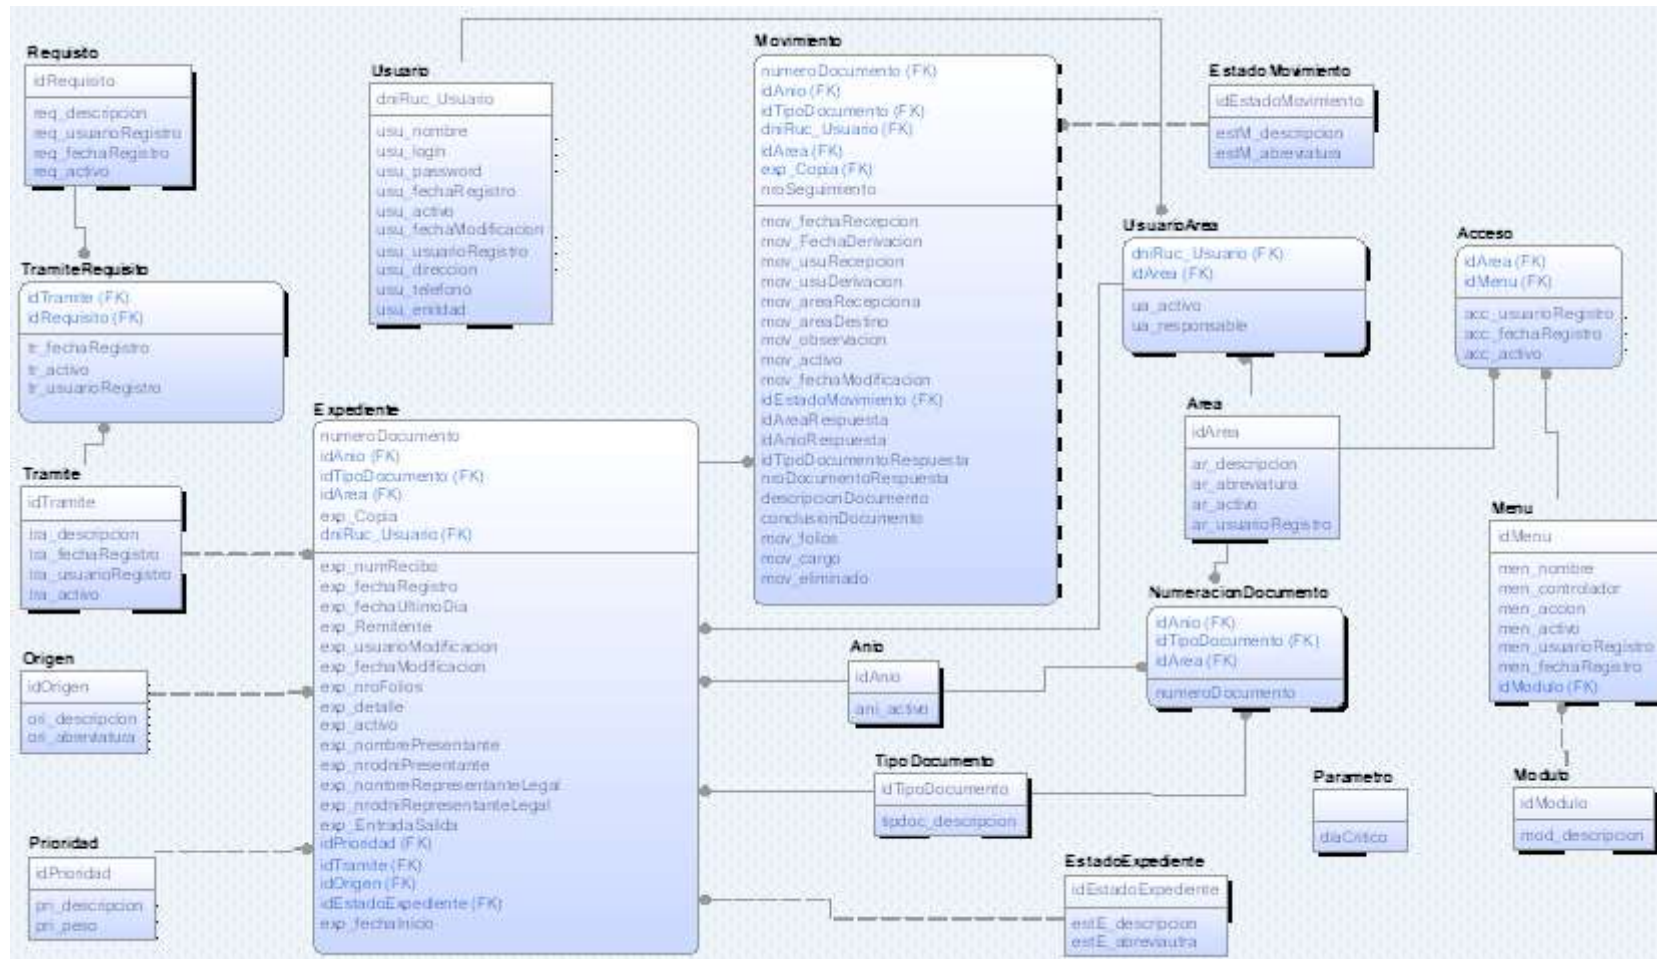 Requisto
idRequisito
req_descripcion
req_usuarioRegistro
req_fechaRegistro
req_activo
TramiteRequisito
idTramite (FK)
idRequisito (FK)
tr_fechaRegistro
tr_activo
tr_usuarioRegistro
Tramite
idTramite
tra_descripcion
tra_fechaRegistro
tra_usuarioRegistro
tra_activo
Origen
idOrigen
ori_descripcion
ori_abreviatura
Prioridad
idPrioridad
pri_descripcion
pri_peso
Usuario
dniRuc_Usuario
usu_nombre
usu_login
usu_password
usu_fechaRegistro
usu_activo
usu_fechaModificacion
usu_usuarioRegistro
usu_direccion
usu_telefono
usu_entidad
Expediente
numeroDocumento
idAnio (FK)
idTipoDocumento (FK)
idArea (FK)
exp_Copia
dniRuc_Usuario (FK)
exp_numRecibo
exp_fechaRegistro
exp_fechaUltimoDia
exp_Remitente
exp_usuarioModificacion
exp_fechaModificacion
exp_nroFolios
exp_detalle
exp_activo
exp_nombrePresentante
exp_nrodniPresentante
exp_nombreRepresentanteLegal
exp_nrodniRepresentanteLegal
exp_EntradaSalida
idPrioridad (FK)
idTramite (FK)
idOrigen (FK)
idEstadoExpediente (FK)
exp_fechaInicio
Movimiento
numeroDocumento (FK)
idAnio (FK)
idTipoDocumento (FK)
dniRuc_Usuario (FK)
idArea (FK)
exp_Copia (FK)
nroSeguimiento
mov_fechaRecepcion
mov_FechaDerivacion
mov_usuRecepcion
mov_usuDerivacion
mov_areaRecepciona
mov_areaDestino
mov_observacion
mov_activo
mov_fechaModificacion
idEstadoMovimiento (FK)
idAreaRespuesta
idAnioRespuesta
idTipoDocumentoRespuesta
nroDocumentoRespuesta
descripcionDocumento
conclusionDocumento
mov_folios
mov_cargo
mov_eliminado
Anio
idAnio
ani_activo
TipoDocumento
idTipoDocumento
tipdoc_descripcion
EstadoExpediente
idEstadoExpediente
estE_descripcion
estE_abreviautra
EstadoMovimiento
idEstadoMovimiento
estM_descripcion
estM_abreviatura
UsuarioArea
dniRuc_Usuario (FK)
idArea (FK)
ua_activo
ua_responsable
Area
idArea
ar_descripcion
ar_abreviatura
ar_activo
ar_usuarioRegistro
NumeracionDocumento
idAnio (FK)
idTipoDocumento (FK)
idArea (FK)
numeroDocumento
Parametro
diaCritico
Acceso
idArea (FK)
idMenu (FK)
acc_usuarioRegistro
acc_fechaRegistro
acc_activo
Menu
idMenu
men_nombre
men_controlador
men_accion
men_activo
men_usuarioRegistro
men_fechaRegistro
idModulo (FK)
Modulo
idModulo
mod_descripcion